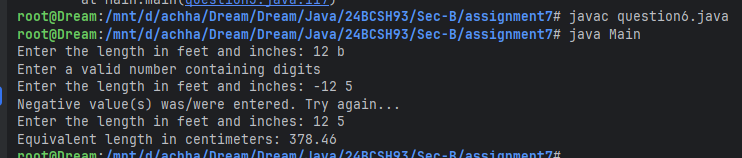 at main.main(question5.java:117)
root@Dream:/mnt/d/achha/Dream/Dream/Java/24BCSH93/Sec-B/assignment7# javac question6.java
root@Dream:/mnt/d/achha/Dream/Dream/Java/24BCSH93/Sec-B/assignment7# java Main
Enter the length in feet and inches: 12 b
Enter a valid number containing digits
Enter the length in feet and inches: -12 5
Negative value(s) was/were entered. Try again...
Enter the length in feet and inches: 12 5
Equivalent length in centimeters: 378.46
root@Dream:/mnt/d/achha/Dream/Dream/Java/24BCSH93/Sec-B/assignment7#